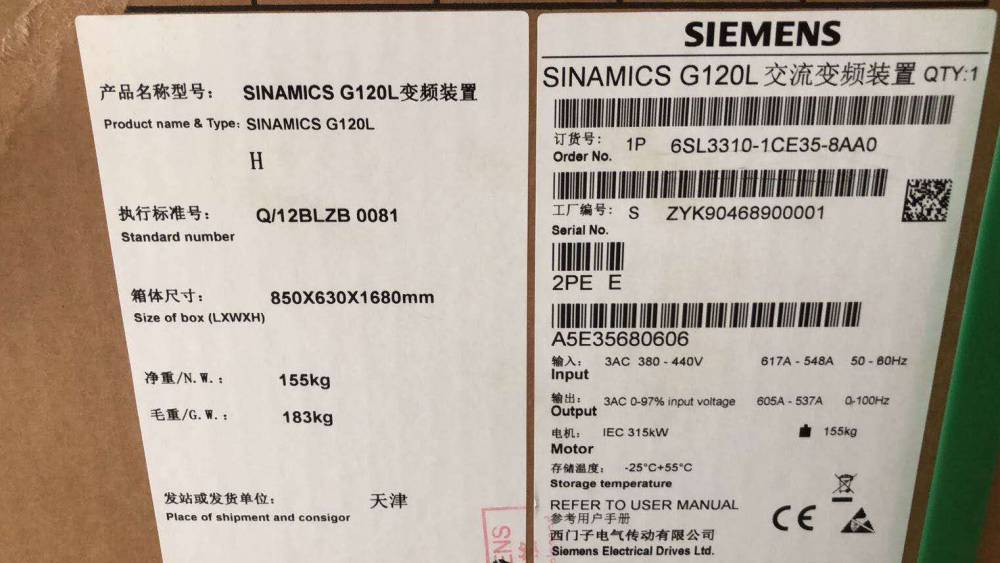 产品名称型号： SINAMICS G120L变频装置
Product name & Type: SINAMICS G120L
H
执行标准号： Q/12BLZB 0081
Standard number
箱体尺寸： 850X630X1680mm
Size of box (LXWXH)
净重/N.W.： 155kg
毛重/G.W.： 183kg
发站或发货单位： 天津
Place of shipment and consigor
SIEMENS
SINAMICS G120L 交流变频装置 QTY:1
订货号： 1P 6SL3310-1CE35-8AA0
Order No.
工厂编号： S ZYK90468900001
Serial No.
2PE E
A5E35680606
输入： 3AC 380 - 440V 617A - 548A 50 - 60Hz
Input
输出： 3AC 0-97% input voltage 605A - 537A 0-100Hz
Output
电机： IEC 315kW 155kg
Motor
存储温度： -25°C+55°C
Storage temperature
REFER TO USER MANUAL
参考用户手册
西门子电气传动有限公司
Siemens Electrical Drives Ltd.
CE
ENS